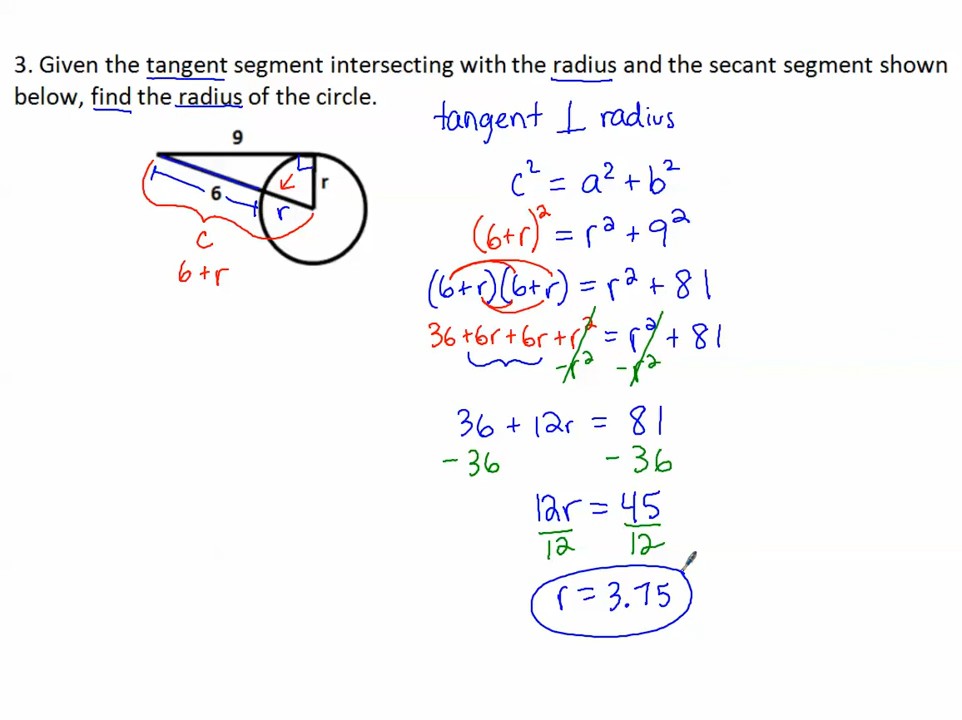 3. Given the tangent segment intersecting with the radius and the secant segment shown
below, find the radius of the circle.
tangent ⊥ radius
9
r
6
r
c
6+r
c² = a² + b²
(6+r)² = r² + 9²
(6+r)(6+r) = r² + 81
36 +6r + 6r + r² = r² + 81
-r² -r²
36 + 12r = 81
-36 -36
12r = 45
12 12
r = 3.75